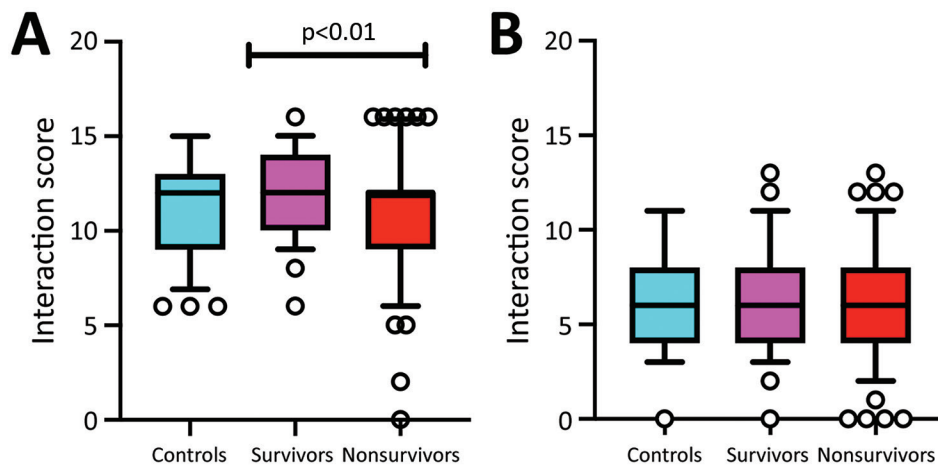 A
p<0.01
Interaction score
20
15
10
5
0
Controls Survivors Nonsurvivors
B
Interaction score
20
15
10
5
0
Controls Survivors Nonsurvivors